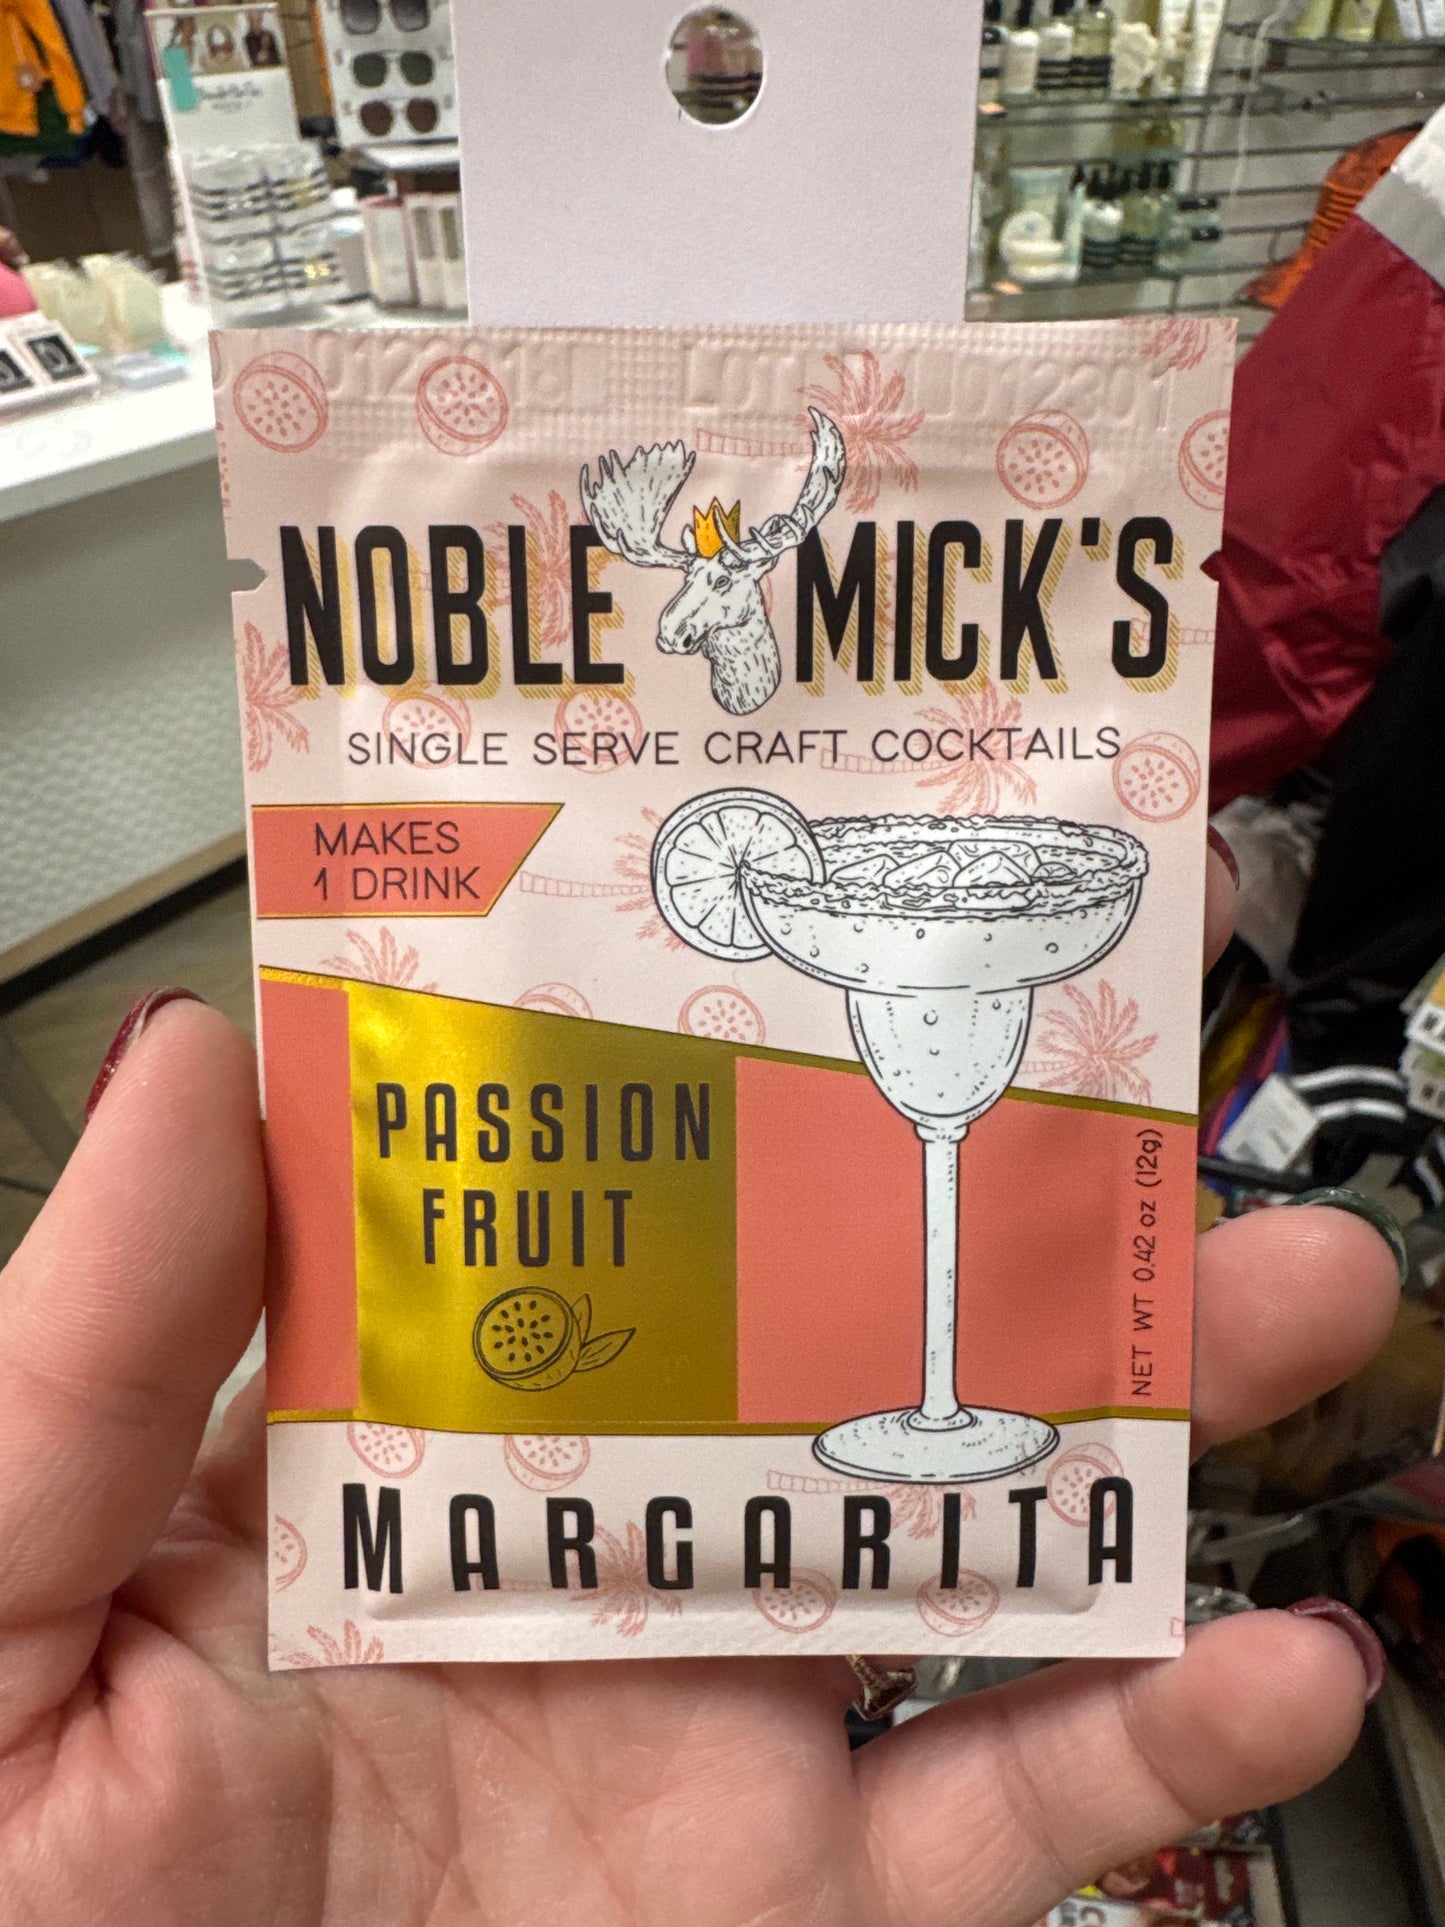 NOBLE MICK'S
SINGLE SERVE CRAFT COCKTAILS
MAKES
1 DRINK
PASSION
FRUIT
NET WT 0.42 oz (12g)
MARGARITA